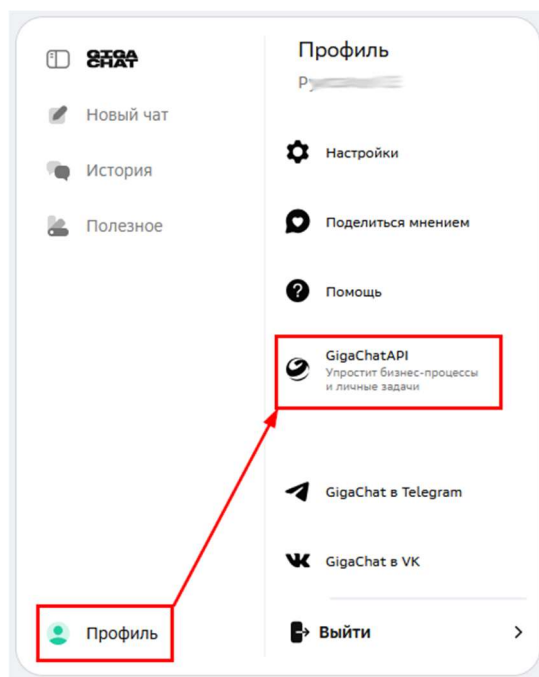 GIGA
CHAT
Новый чат
История
Полезное
Профиль
Профиль
Настройки
Поделиться мнением
Помощь
GigaChatAPI
Упростит бизнес-процессы
и личные задачи
GigaChat в Telegram
GigaChat в VK
Выйти